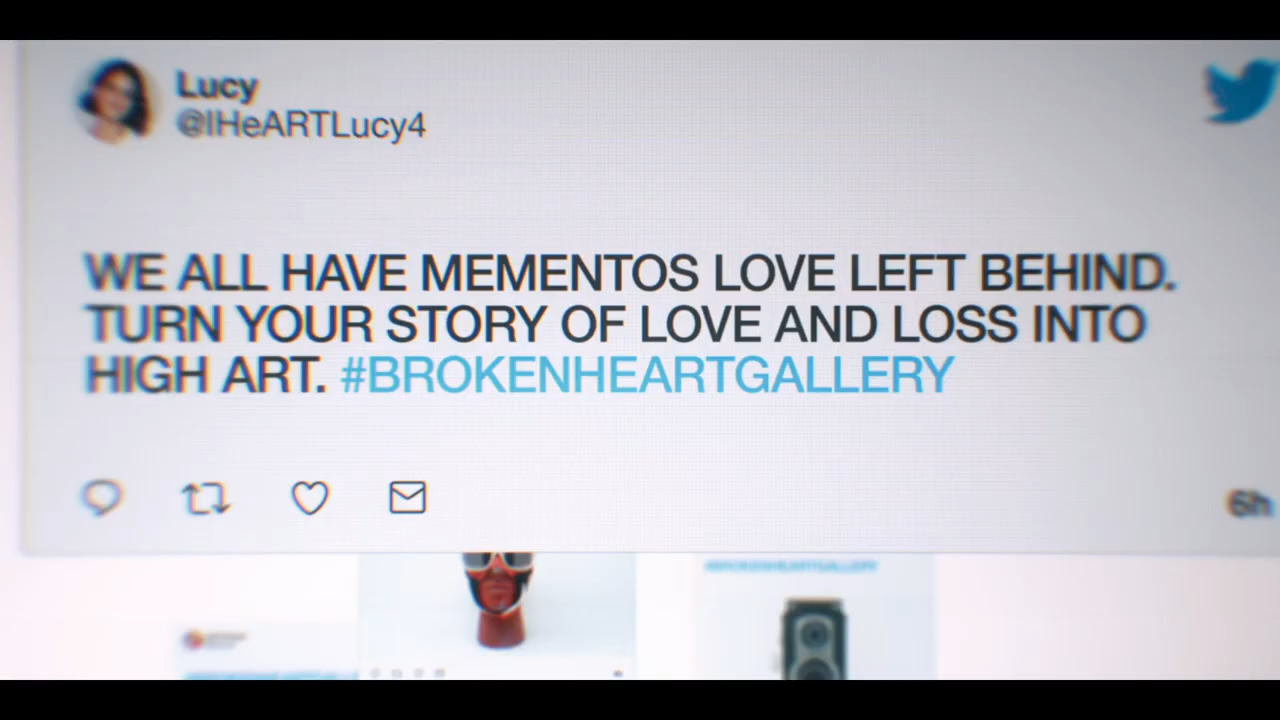 Lucy
@IHeARTLucy4
WE ALL HAVE MEMENTOS LOVE LEFT BEHIND.
TURN YOUR STORY OF LOVE AND LOSS INTO
HIGH ART. #BROKENHEARTGALLERY
6h
#BROKENHEARTGALLERY